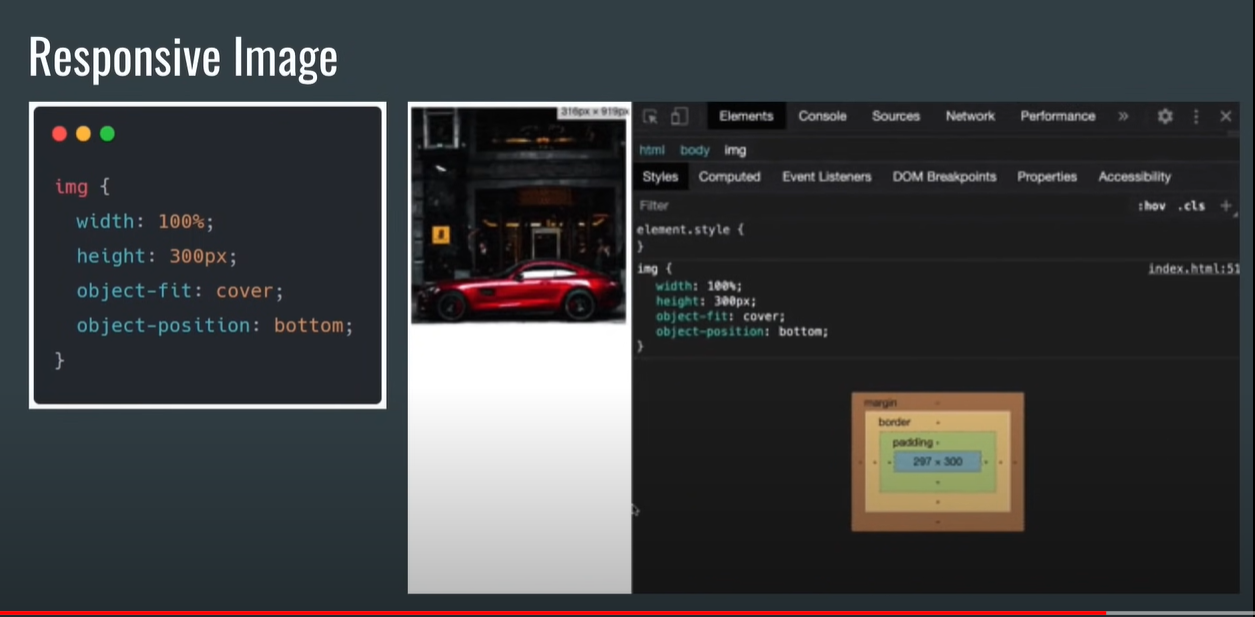 Responsive Image
img {
width: 100%;
height: 300px;
object-fit: cover;
object-position: bottom;
}
316px × 919px
Elements Console Sources Network Performance »
html body img
Styles Computed Event Listeners DOM Breakpoints Properties Accessibility
Filter :hov .cls +
element.style {
}
img { index.html:51
width: 100%;
height: 300px;
object-fit: cover;
object-position: bottom;
}
margin -
border -
padding -
297 × 300